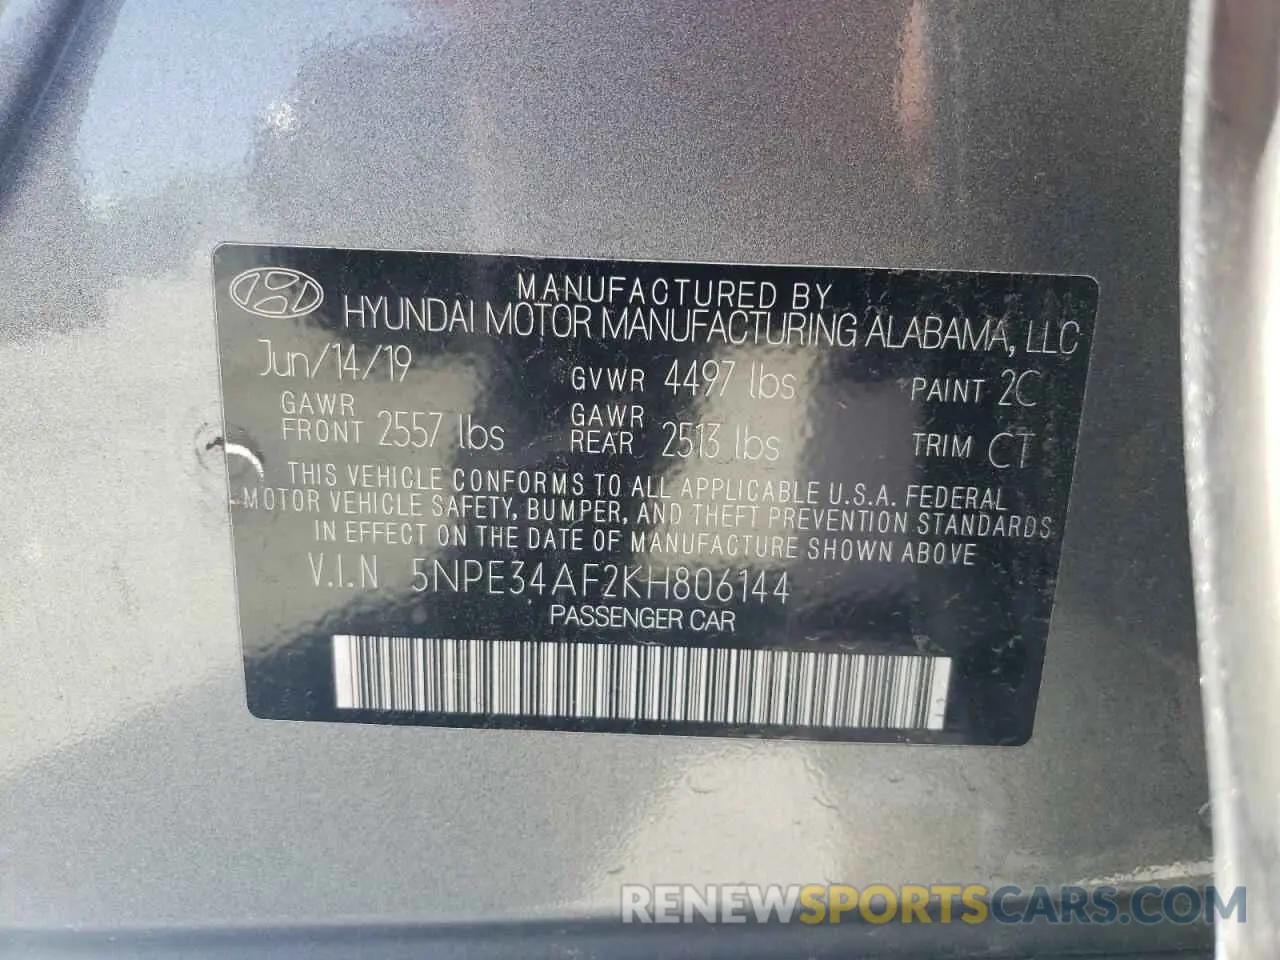 MANUFACTURED BY
HYUNDAI MOTOR MANUFACTURING ALABAMA, LLC
Jun/14/19 GVWR 4497 lbs PAINT 2C
GAWR FRONT 2557 lbs GAWR REAR 2513 lbs TRIM CT
THIS VEHICLE CONFORMS TO ALL APPLICABLE U.S.A. FEDERAL
MOTOR VEHICLE SAFETY, BUMPER, AND THEFT PREVENTION STANDARDS
IN EFFECT ON THE DATE OF MANUFACTURE SHOWN ABOVE
V.I.N 5NPE34AF2KH806144
PASSENGER CAR
RENEWSPORTSCARS.COM